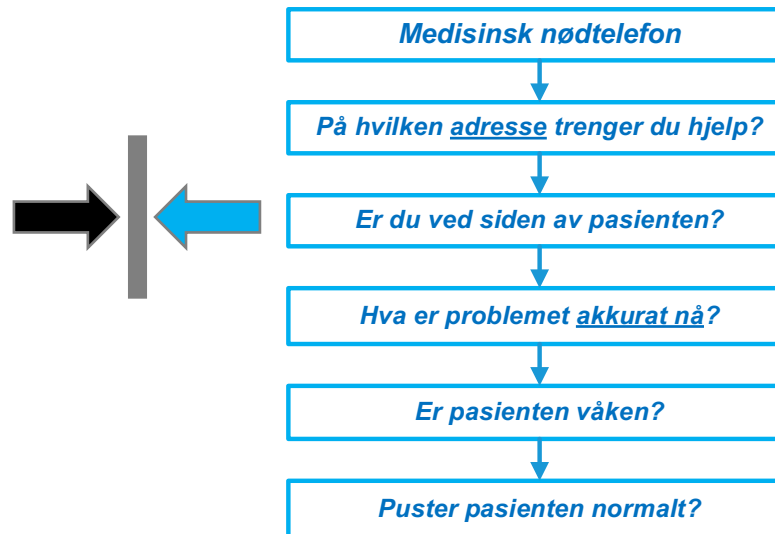 Medisinsk nødtelefon
På hvilken adresse trenger du hjelp?
Er du ved siden av pasienten?
Hva er problemet akkurat nå?
Er pasienten våken?
Puster pasienten normalt?